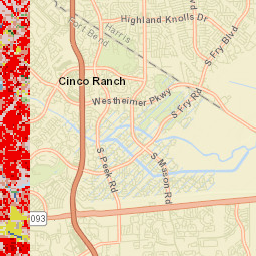 Highland Knolls Dr
Harris
Fort Bend
S Fry Blvd
Cinco Ranch
Westheimer Pkwy
S Fry Rd
S Peek Rd
S Mason Rd
093